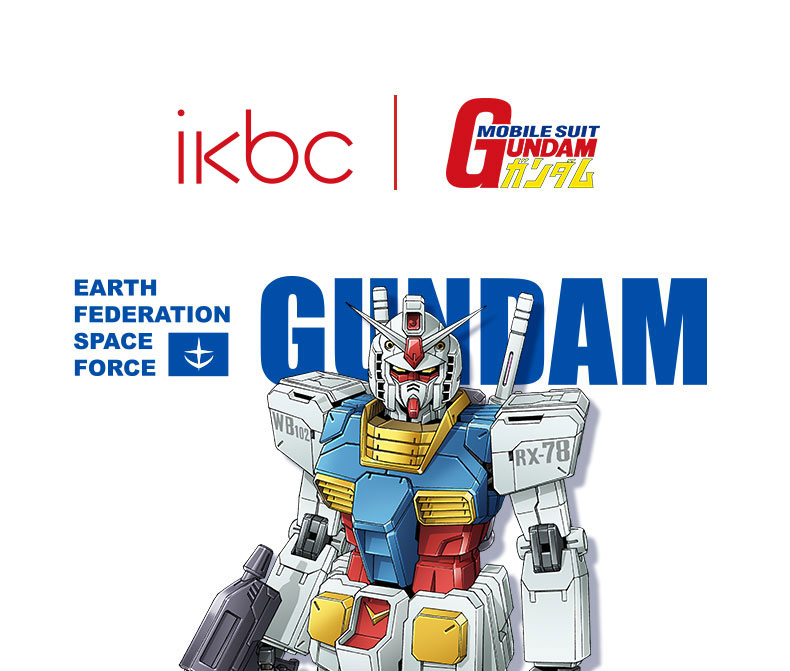 ikbc
MOBILE SUIT
GUNDAM
ガンダム
EARTH
FEDERATION
SPACE
FORCE
GUNDAM
WB102
RX-78